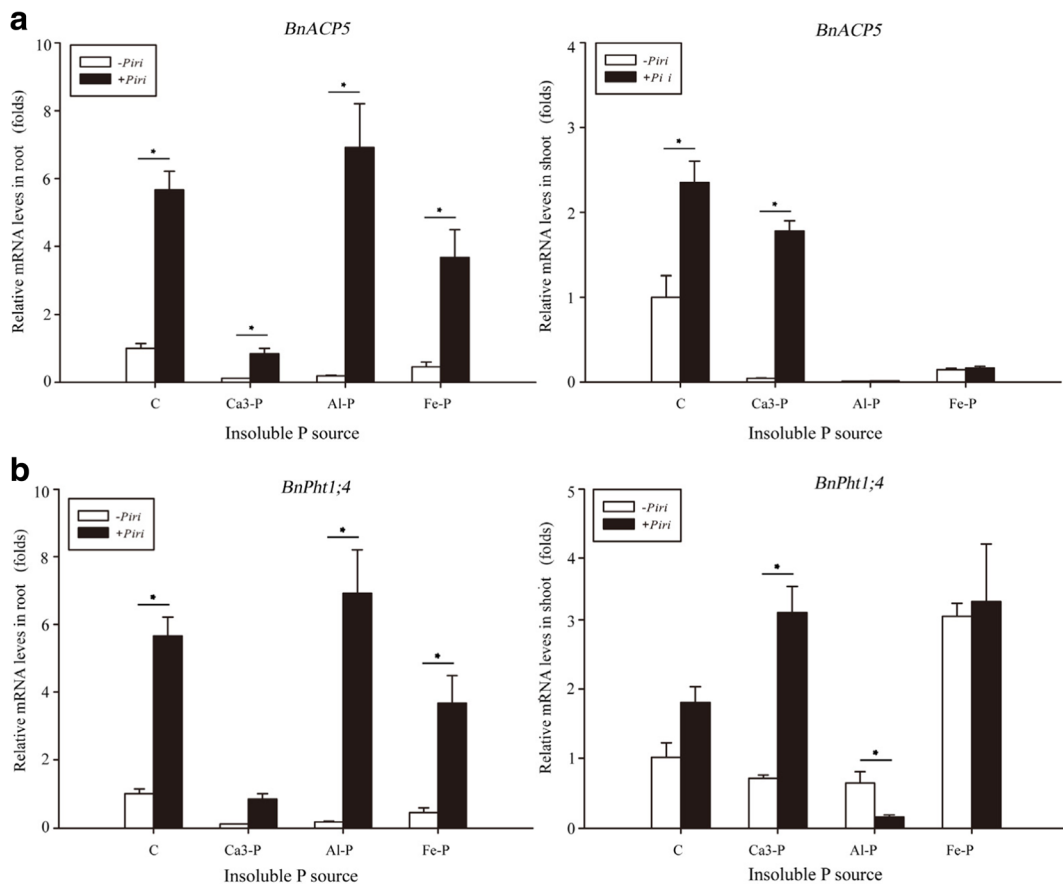 a
BnACP5
-Piri
+Piri
Relative mRNA leves in root (folds)
10
8
6
4
2
0
*
*
*
*
C
Ca3-P
Al-P
Fe-P
Insoluble P source
BnACP5
-Piri
+Pi i
Relative mRNA leves in shoot (folds)
4
3
2
1
0
*
*
C
Ca3-P
Al-P
Fe-P
Insoluble P source
b
BnPht1;4
-Piri
+Piri
Relative mRNA leves in root (folds)
10
8
6
4
2
0
*
*
*
C
Ca3-P
Al-P
Fe-P
Insoluble P source
BnPht1;4
-Piri
+Piri
Relative mRNA leves in shoot (folds)
5
4
3
2
1
0
*
*
C
Ca3-P
Al-P
Fe-P
Insoluble P source